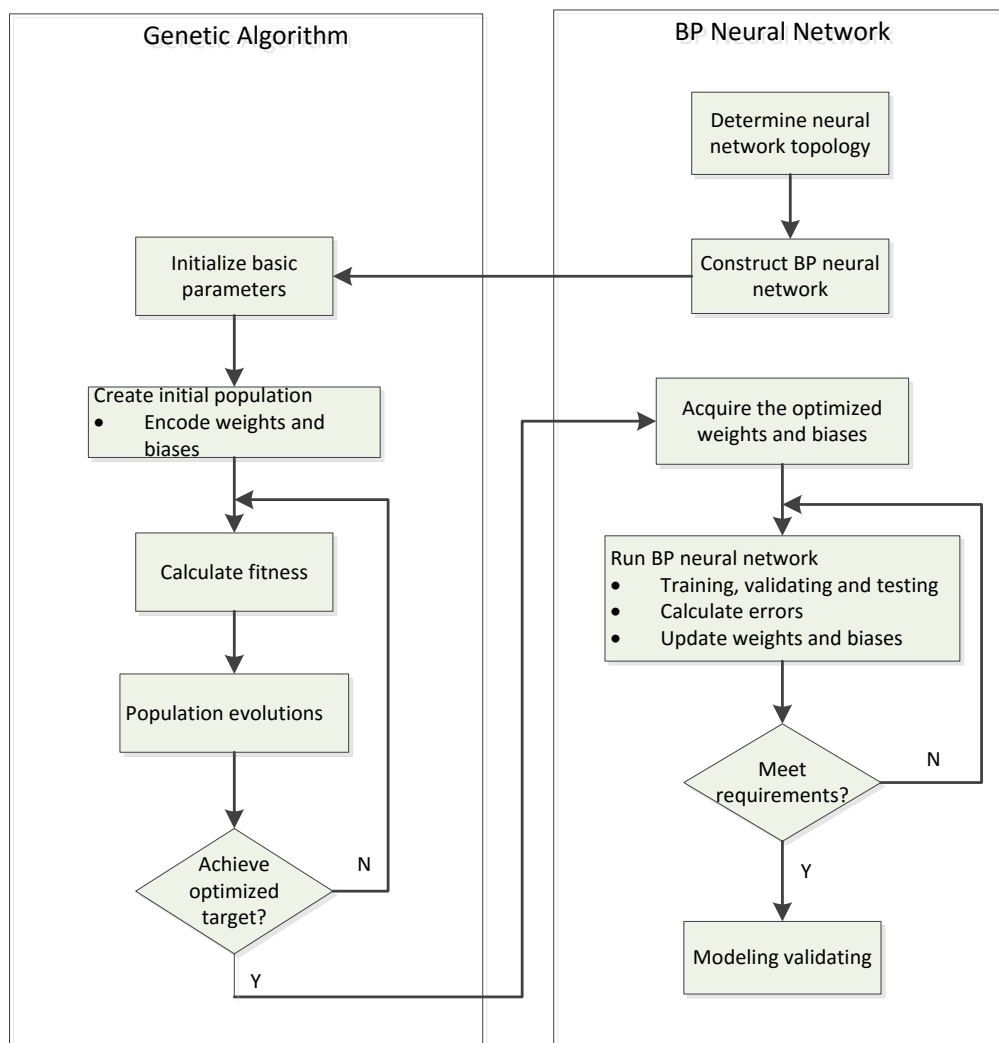 Genetic Algorithm
Initialize basic
parameters
Create initial population
• Encode weights and
biases
Calculate fitness
Population evolutions
Achieve
optimized
target?
N
Y
BP Neural Network
Determine neural
network topology
Construct BP neural
network
Acquire the optimized
weights and biases
Run BP neural network
• Training, validating and testing
• Calculate errors
• Update weights and biases
Meet
requirements?
N
Y
Modeling validating